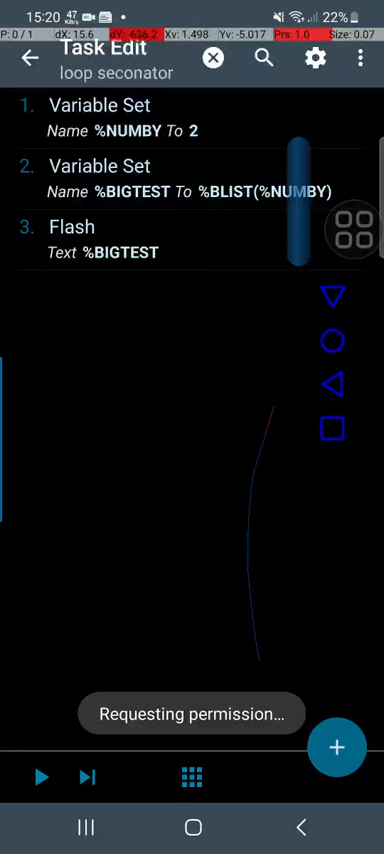 15:20 47 KB/s 22%
P: 0 / 1 dX: 15.6 dY: -636.2 Xv: 1,498 Yv: -5.017 Prs: 1.0 Size: 0.07
Task Edit
loop seconator
1. Variable Set
Name %NUMBY To 2
2. Variable Set
Name %BIGTEST To %BLIST(%NUMBY)
3. Flash
Text %BIGTEST
Requesting permission...